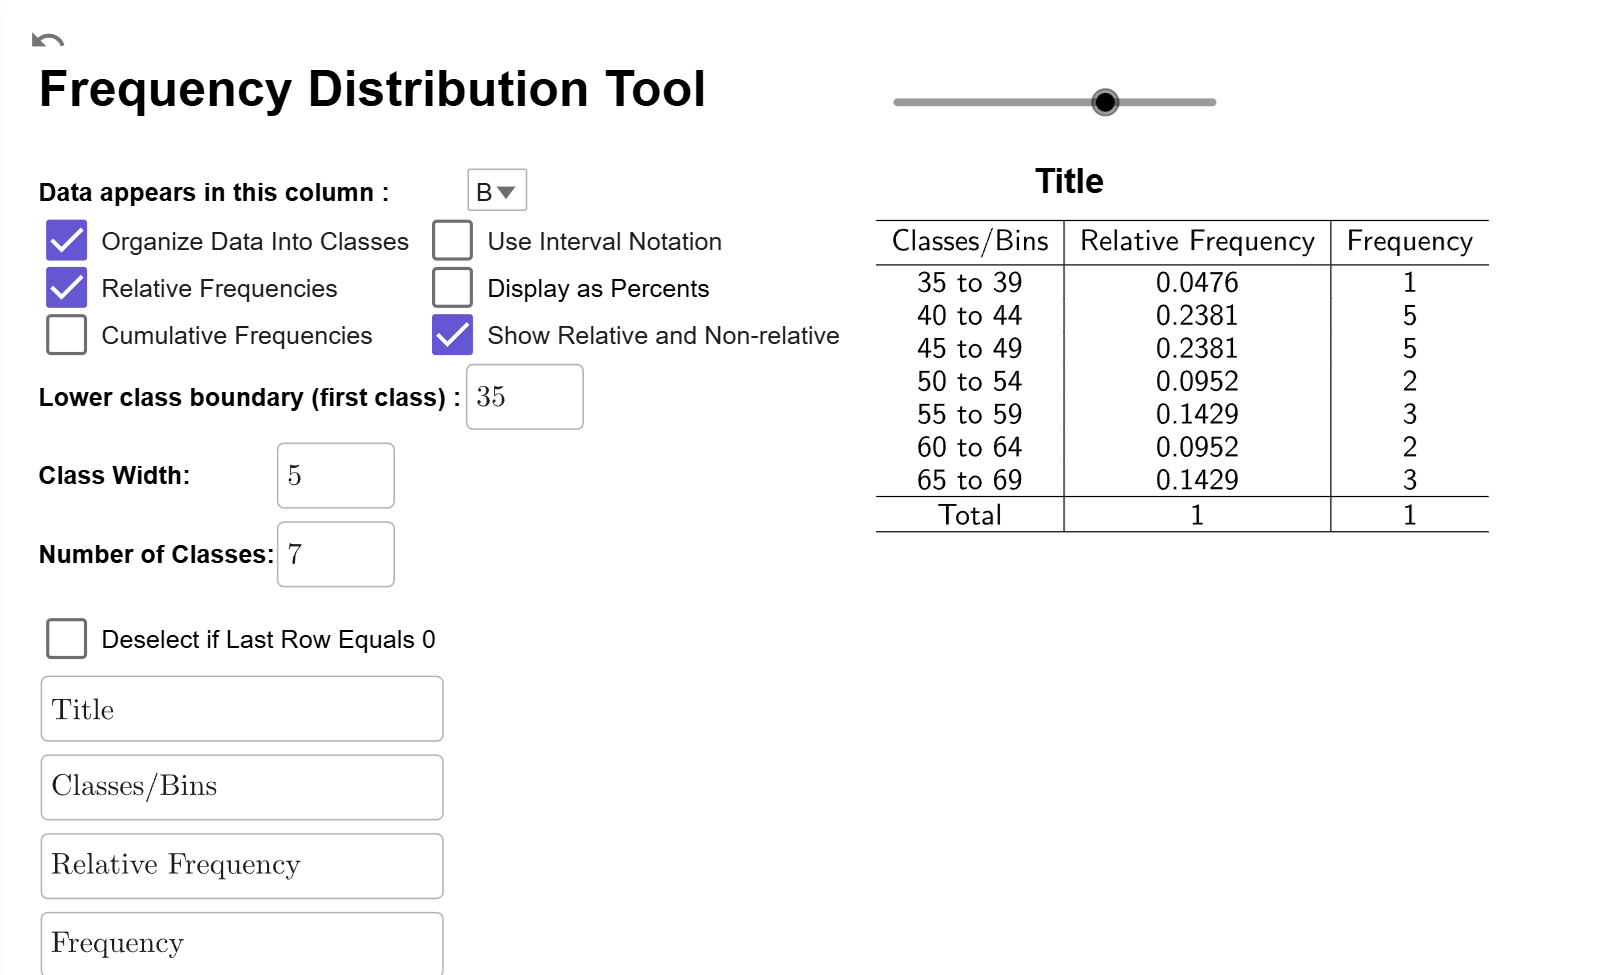 Frequency Distribution Tool
Data appears in this column : B
Organize Data Into Classes
Use Interval Notation
Relative Frequencies
Display as Percents
Cumulative Frequencies
Show Relative and Non-relative
Lower class boundary (first class) : 35
Class Width: 5
Number of Classes: 7
Deselect if Last Row Equals 0
Title
Classes/Bins
Relative Frequency
Frequency
Title
Classes/Bins Relative Frequency Frequency
35 to 39 0.0476 1
40 to 44 0.2381 5
45 to 49 0.2381 5
50 to 54 0.0952 2
55 to 59 0.1429 3
60 to 64 0.0952 2
65 to 69 0.1429 3
Total 1 1